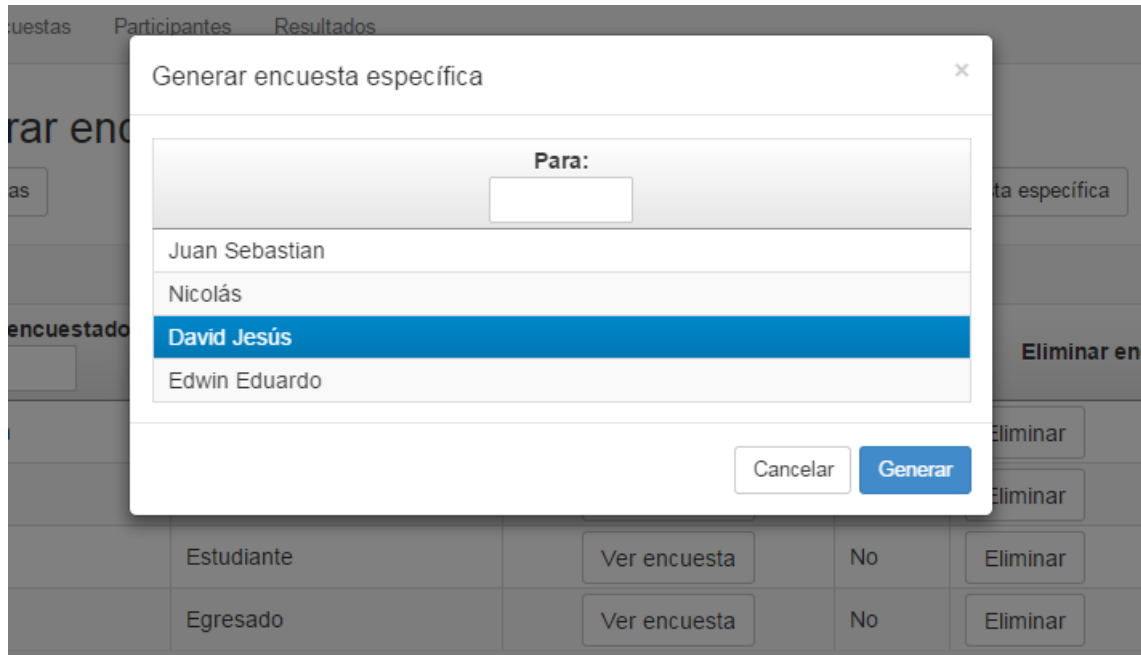 cuestas Participantes Resultados
Generar encuesta específica ×
rar enc
Para:
as
ta específica
Juan Sebastian
Nicolás
encuestado
David Jesús
Eliminar en
Edwin Eduardo
Eliminar
Cancelar Generar
Eliminar
Estudiante Ver encuesta No Eliminar
Egresado Ver encuesta No Eliminar